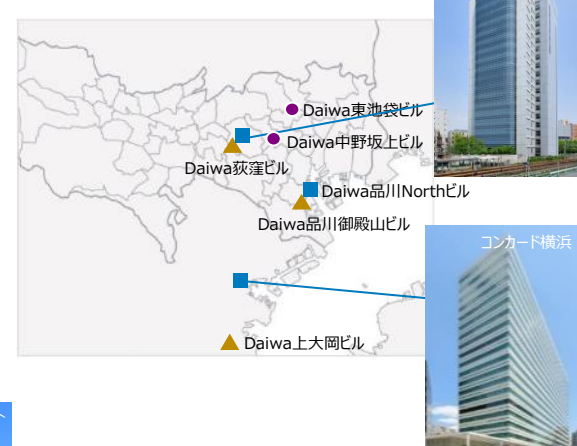 Daiwa東池袋ビル
Daiwa中野坂上ビル
Daiwa荻窪ビル
Daiwa品川Northビル
Daiwa品川御殿山ビル
コンカード横浜
Daiwa上大岡ビル
ト